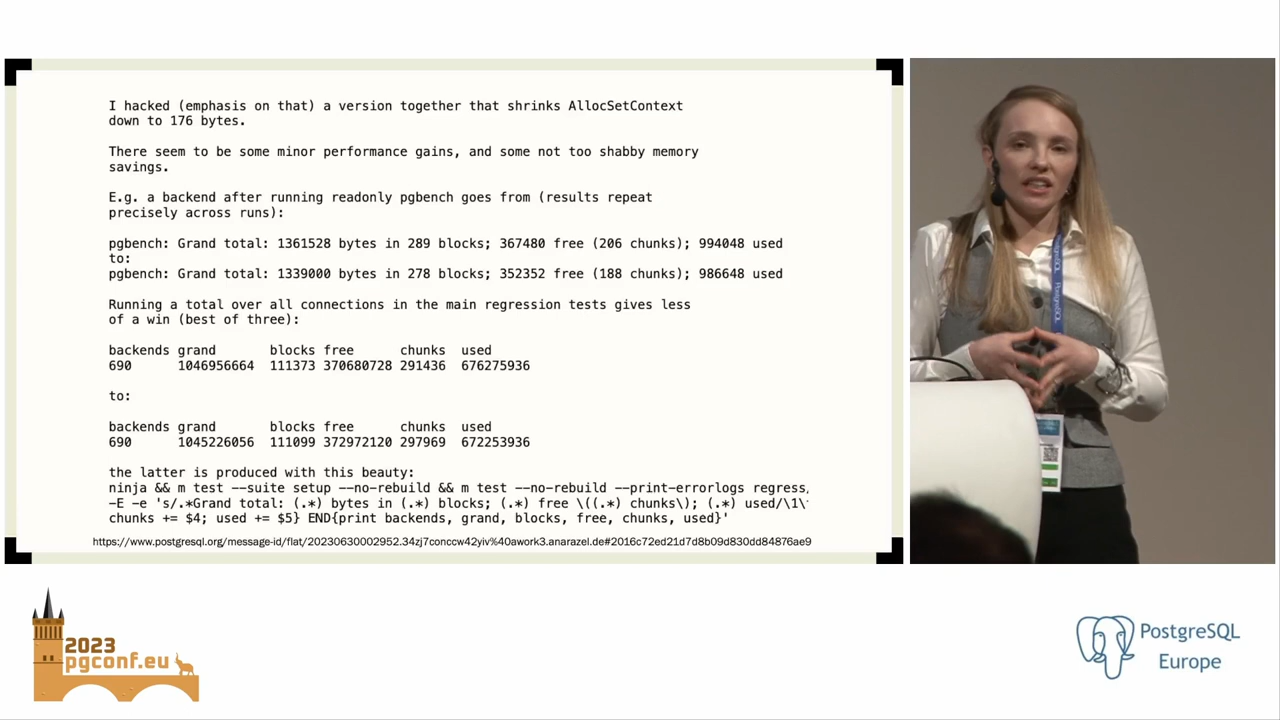 I hacked (emphasis on that) a version together that shrinks AllocSetContext
down to 176 bytes.
There seem to be some minor performance gains, and some not too shabby memory
savings.
E.g. a backend after running readonly pgbench goes from (results repeat
precisely across runs):
pgbench: Grand total: 1361528 bytes in 289 blocks; 367480 free (206 chunks); 994048 used
to:
pgbench: Grand total: 1339000 bytes in 278 blocks; 352352 free (188 chunks); 986648 used
Running a total over all connections in the main regression tests gives less
of a win (best of three):
backends grand blocks free chunks used
690 1046956664 111373 370680728 291436 676275936
to:
backends grand blocks free chunks used
690 1045226056 111099 372972120 297969 672253936
the latter is produced with this beauty:
ninja && m test --suite setup --no-rebuild && m test --no-rebuild --print-errorlogs regress,
-E -e 's/.*Grand total: (.*) bytes in (.*) blocks; (.*) free \((.*) chunks\); (.*) used/\1\
chunks += $4; used += $5} END{print backends, grand, blocks, free, chunks, used}'
https://www.postgresql.org/message-id/flat/20230630002952.34zj7conccw42yiv%40awork3.anarazel.de#2016c72ed21d7d8b09d830dd84876ae9
2023
pgconf.eu
PostgreSQL
Europe